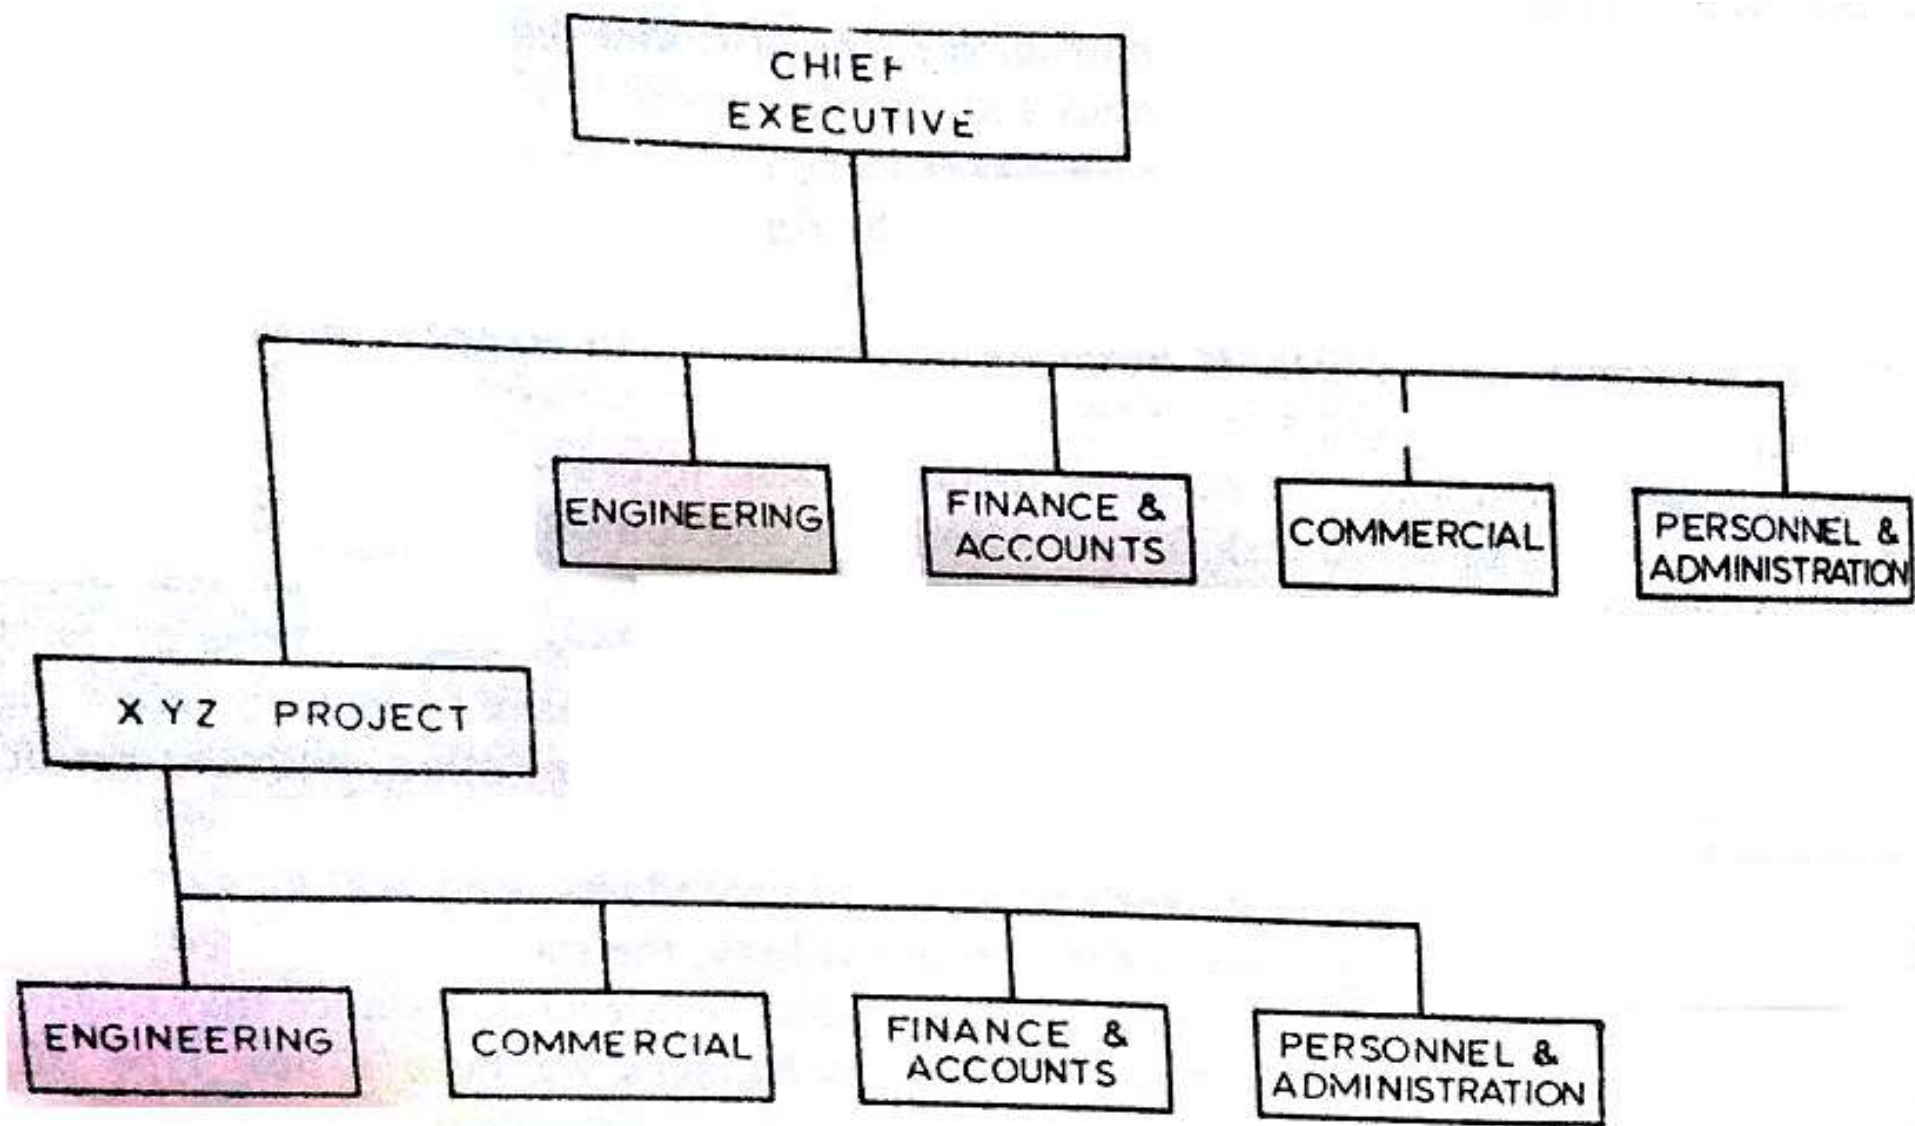 CHIEF
EXECUTIVE
ENGINEERING
FINANCE &
ACCOUNTS
COMMERCIAL
PERSONNEL &
ADMINISTRATION
XYZ PROJECT
ENGINEERING
COMMERCIAL
FINANCE &
ACCOUNTS
PERSONNEL &
ADMINISTRATION